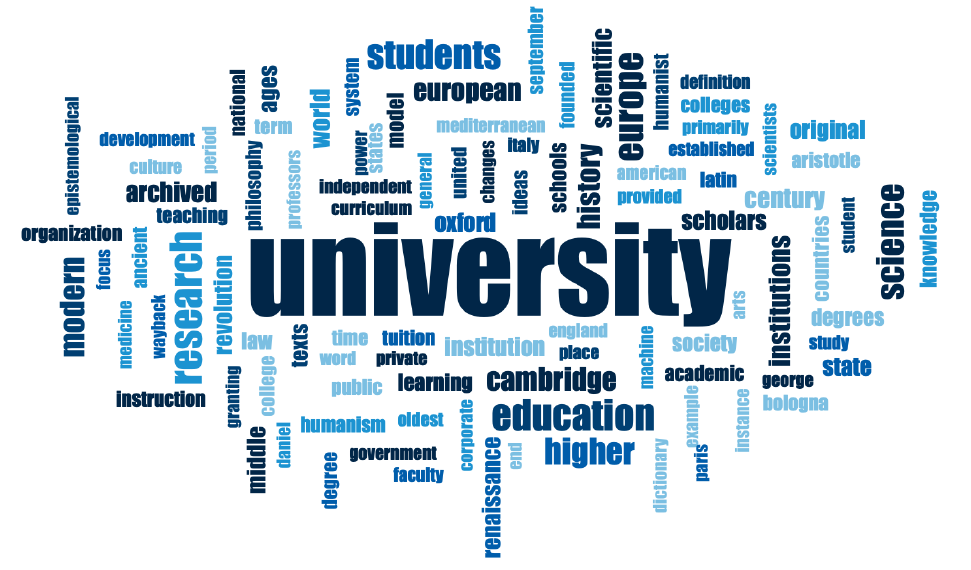 september
students
scientific
europe
system
humanist
european
definition
national
ages
world
founded
model
colleges
epistemological
term
mediterranean
primarily
scientists
original
development
period
power
states
italy
established
culture
philosophy
professors
general
united
changes
ideas
schools
history
american
latin
aristotle
archived
independent
provided
century
science
knowledge
teaching
curriculum
oxford
scholars
student
organization
university
countries
modern
focus
ancient
research
revolution
institutions
arts
medicine
wayback
law
texts
time
tuition
england
machine
society
degrees
institution
study
word
private
place
state
granting
college
public
learning
cambridge
academic
george
instruction
education
example
instance
bologna
middle
daniel
humanism
oldest
corporate
government
higher
renaissance
end
dictionary
paris
degree
faculty